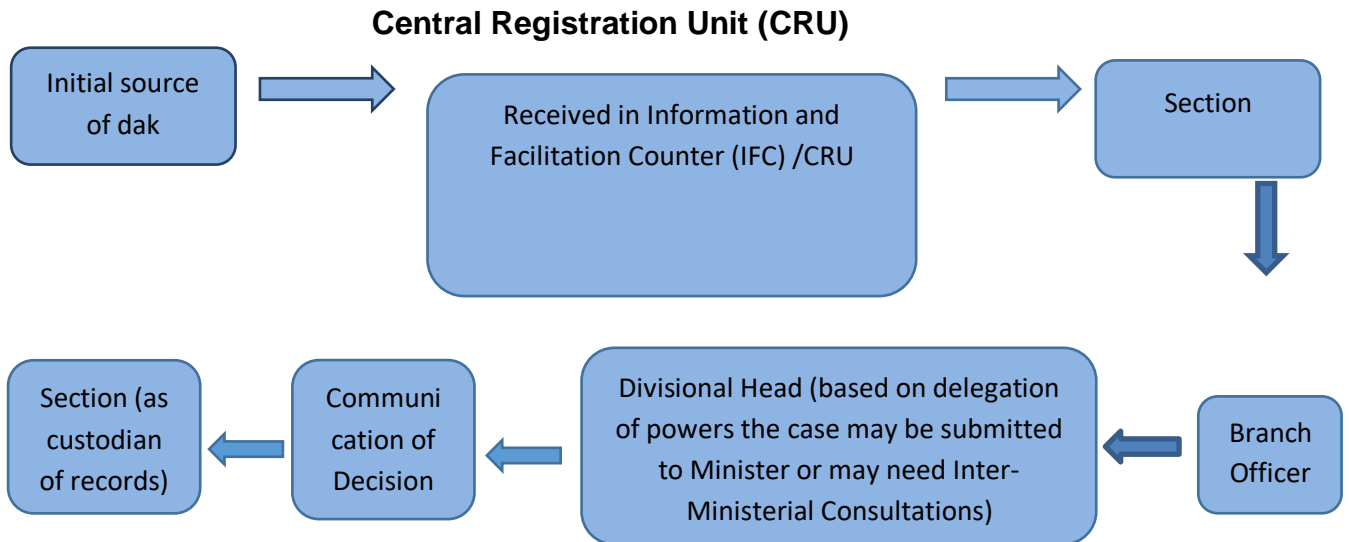 Central Registration Unit (CRU)
Initial source
of dak
Received in Information and
Facilitation Counter (IFC) /CRU
Section
Branch
Officer
Divisional Head (based on delegation
of powers the case may be submitted
to Minister or may need Inter-
Ministerial Consultations)
Communi
cation of
Decision
Section (as
custodian
of records)